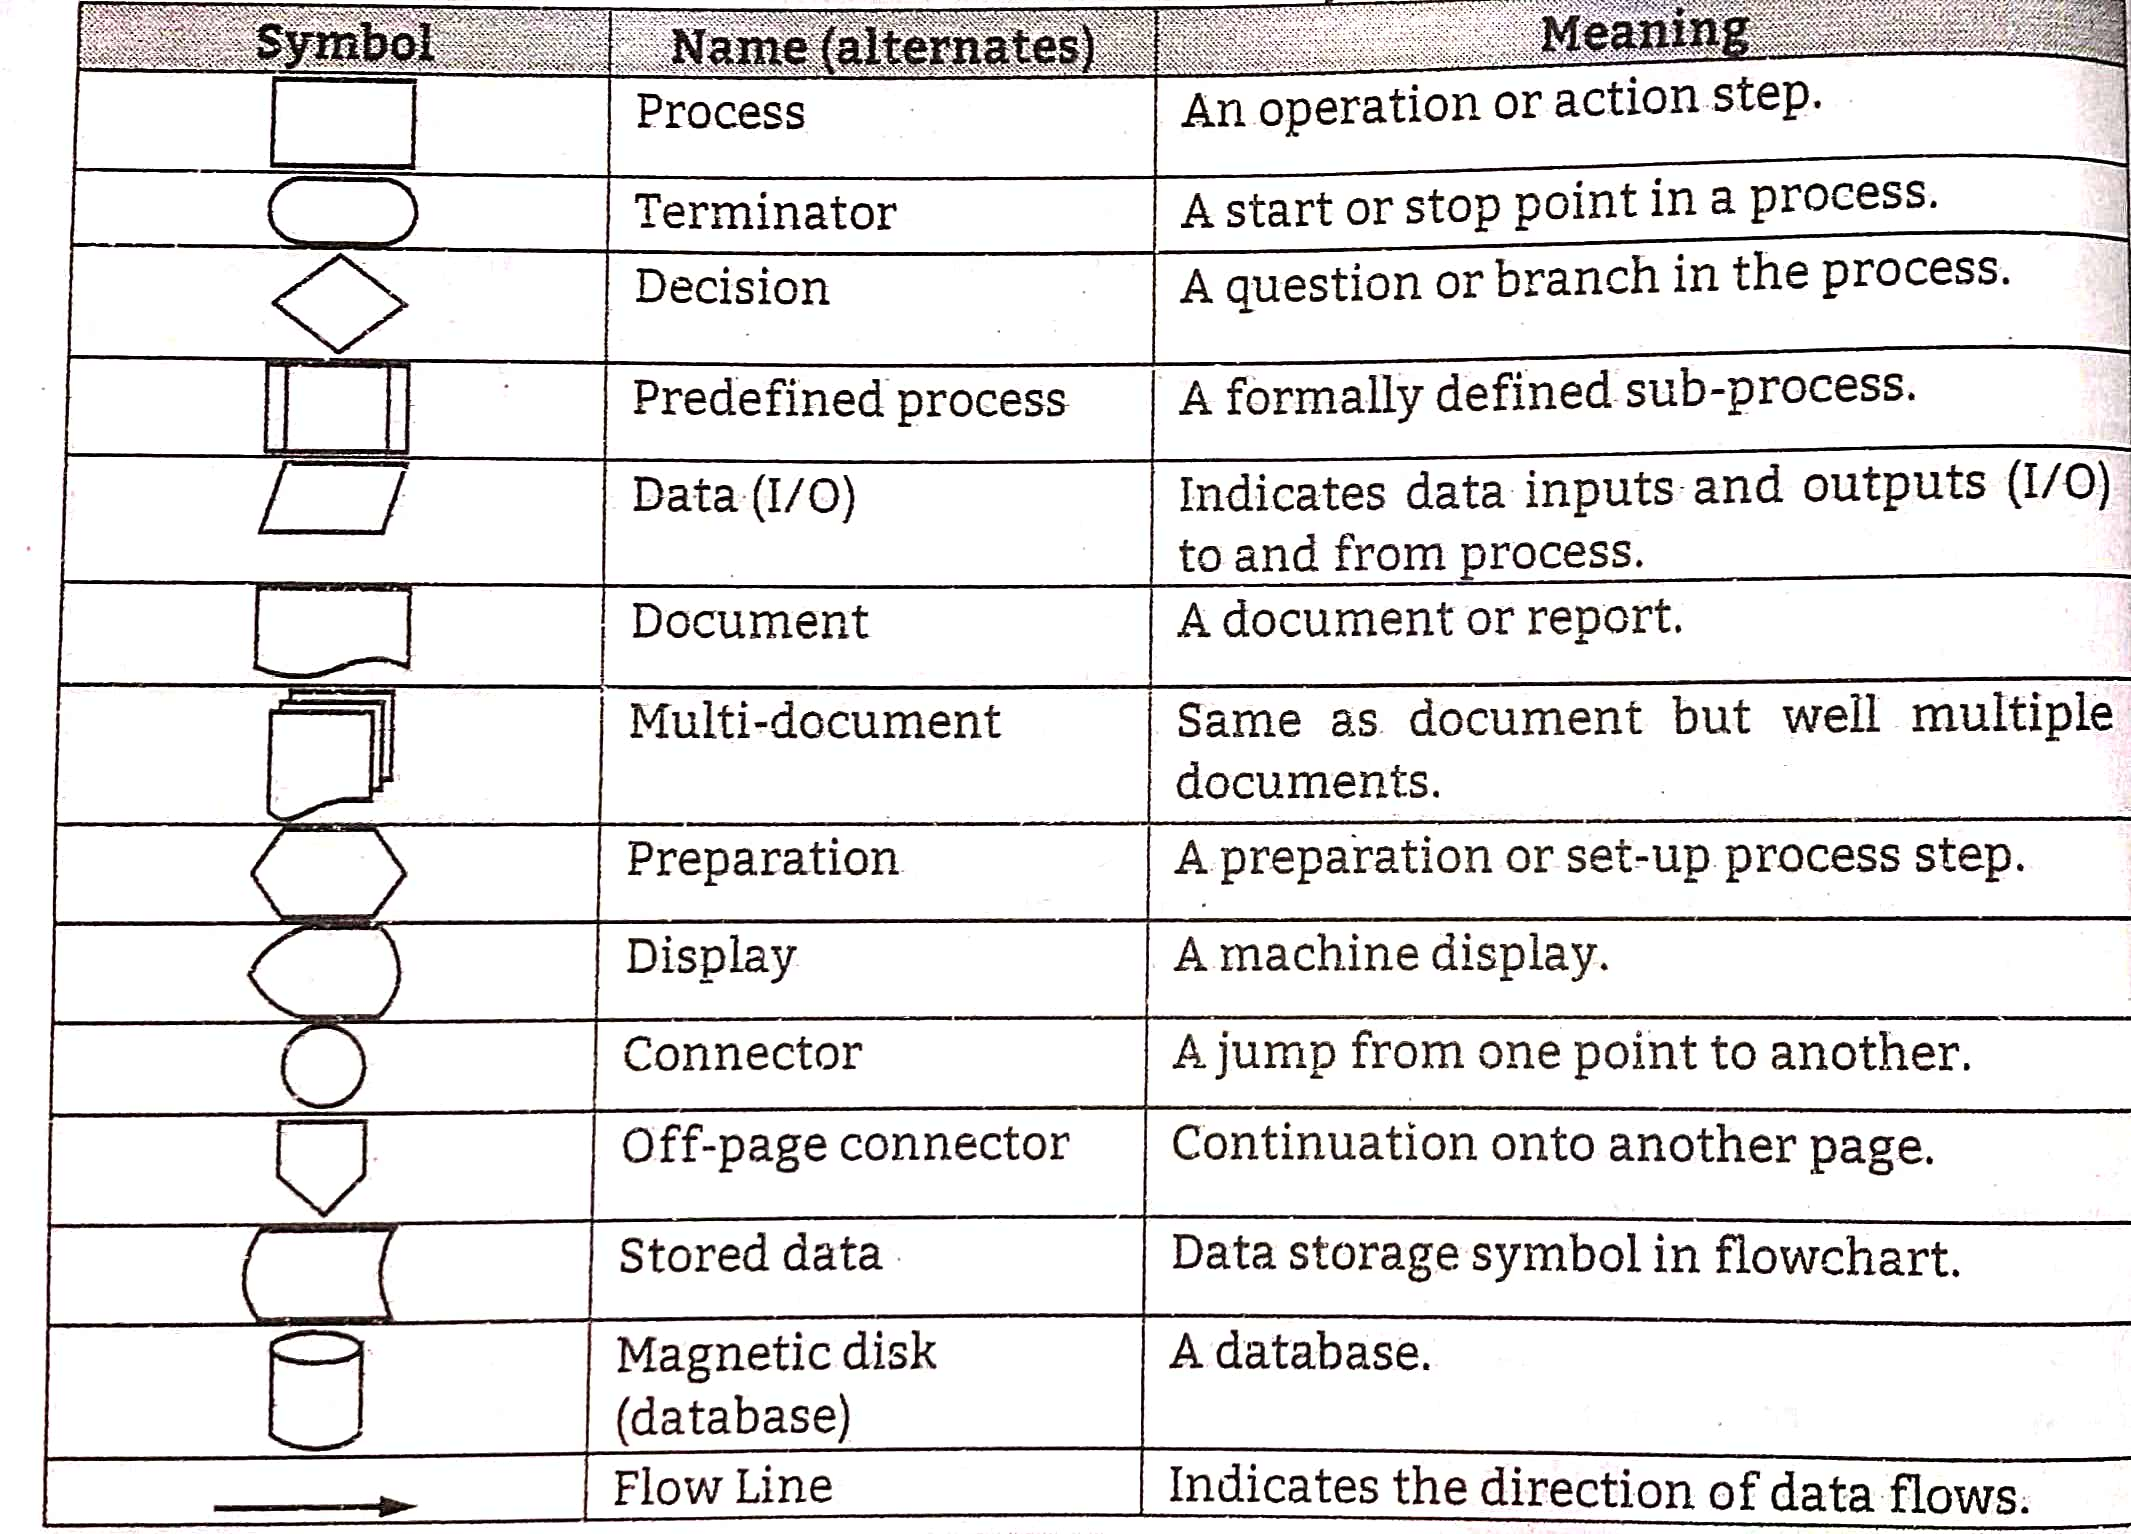 Symbol Name (alternates) Meaning
Process An operation or action step.
Terminator A start or stop point in a process.
Decision A question or branch in the process.
Predefined process A formally defined sub-process.
Data (I/O) Indicates data inputs and outputs (I/O)
to and from process.
Document A document or report.
Multi-document Same as document but well multiple
documents.
Preparation A preparation or set-up process step.
Display A machine display.
Connector A jump from one point to another.
Off-page connector Continuation onto another page.
Stored data Data storage symbol in flowchart.
Magnetic disk A database.
(database)
Flow Line Indicates the direction of data flows.